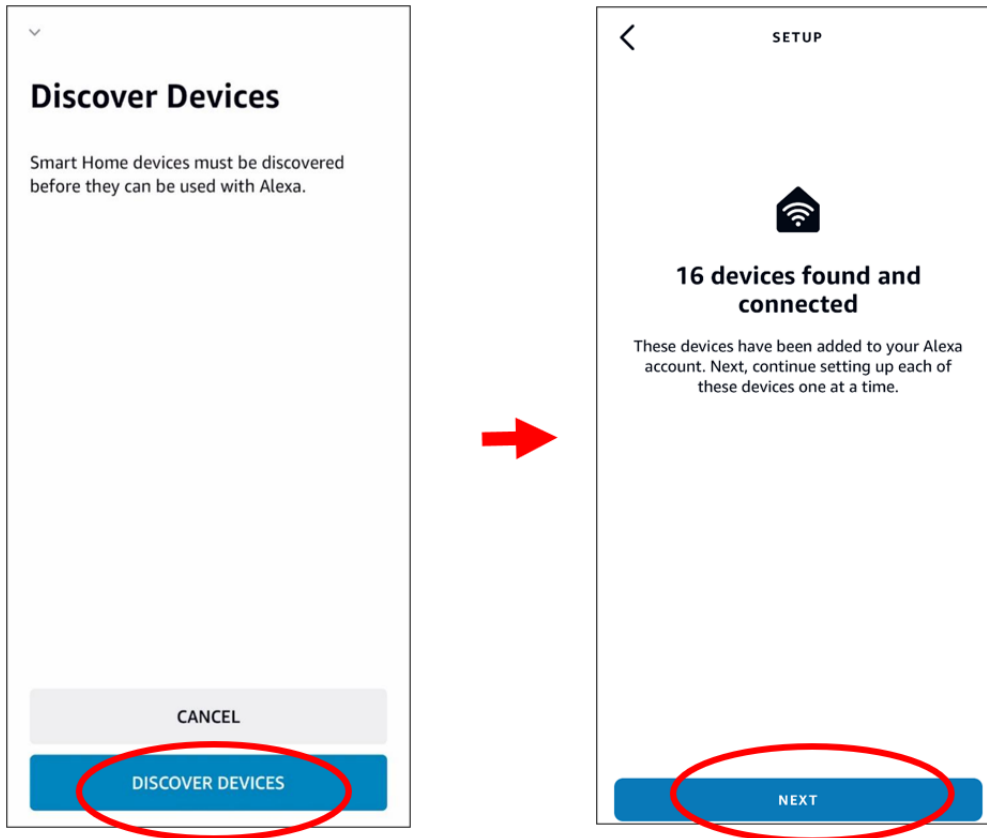 Discover Devices
Smart Home devices must be discovered
before they can be used with Alexa.
CANCEL
DISCOVER DEVICES
SETUP
16 devices found and
connected
These devices have been added to your Alexa
account. Next, continue setting up each of
these devices one at a time.
NEXT